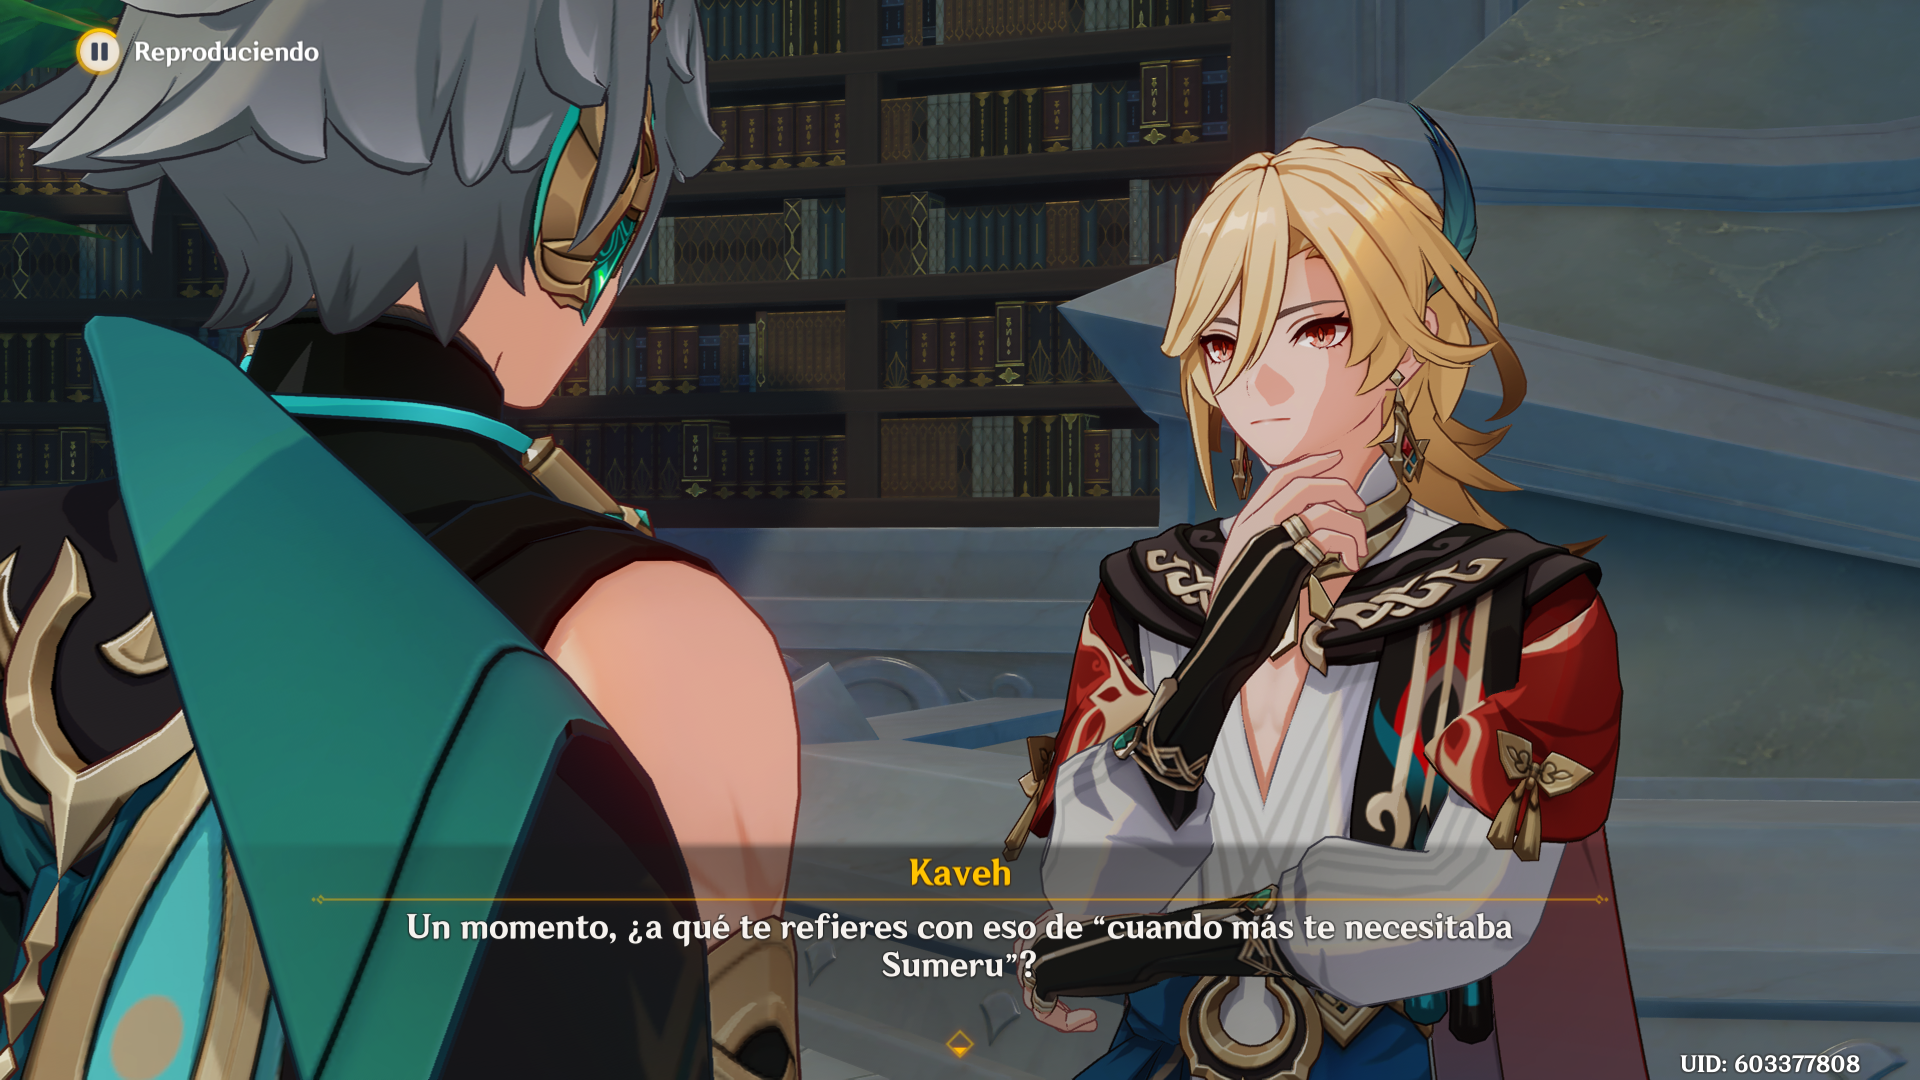 Reproduciendo
Kaveh
Un momento, ¿a qué te refieres con eso de “cuando más te necesitaba
Sumeru”?
UID: 603377808